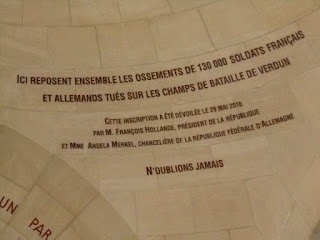 ICI REPOSENT ENSEMBLE LES OSSEMENTS DE 130 000 SOLDATS FRANÇAIS
ET ALLEMANDS TUÉS SUR LES CHAMPS DE BATAILLE DE VERDUN
CETTE INSCRIPTION A ÉTÉ DÉVOILÉE LE 29 MAI 2016
PAR M. FRANÇOIS HOLLANDE, PRÉSIDENT DE LA RÉPUBLIQUE
ET MME ANGELA MERKEL, CHANCELIÈRE DE LA RÉPUBLIQUE FÉDÉRALE D'ALLEMAGNE
N'OUBLIONS JAMAIS
UN PAR